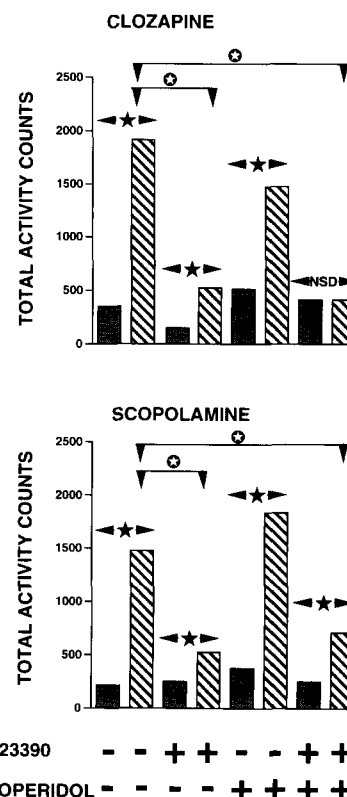 CLOZAPINE
TOTAL ACTIVITY COUNTS
2500
2000
1500
1000
500
0
NSD
SCOPOLAMINE
TOTAL ACTIVITY COUNTS
2500
2000
1500
1000
500
0
23390 - - + + - - + +
OPERIDOL - - - - + + + +